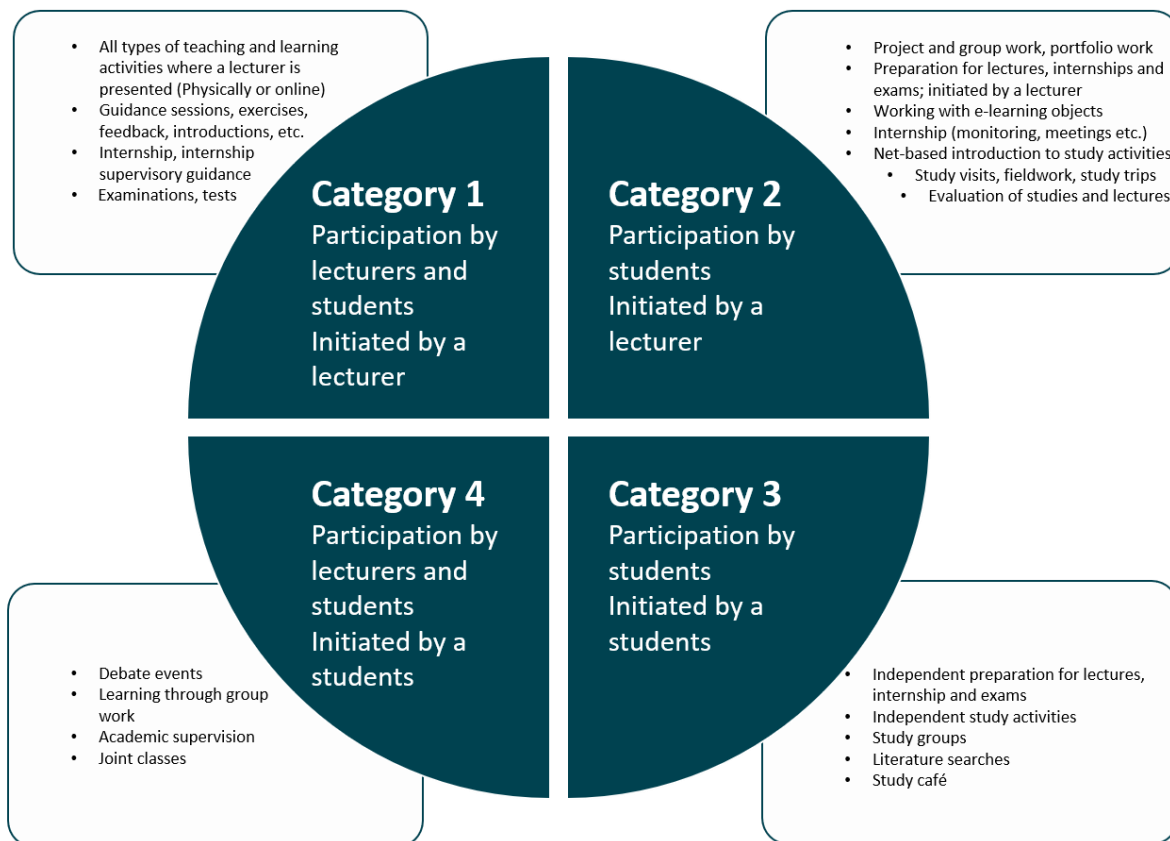 • All types of teaching and learning
activities where a lecturer is
presented (Physically or online)
• Guidance sessions, exercises,
feedback, introductions, etc.
• Internship, internship
supervisory guidance
• Examinations, tests
Category 1
Participation by
lecturers and
students
Initiated by a
lecturer
• Project and group work, portfolio work
• Preparation for lectures, internships and
exams; initiated by a lecturer
• Working with e-learning objects
• Internship (monitoring, meetings etc.)
• Net-based introduction to study activities
• Study visits, fieldwork, study trips
• Evaluation of studies and lectures
Category 2
Participation by
students
Initiated by a
lecturer
Category 4
Participation by
lecturers and
students
Initiated by a
students
• Debate events
• Learning through group
work
• Academic supervision
• Joint classes
Category 3
Participation by
students
Initiated by a
students
• Independent preparation for lectures,
internship and exams
• Independent study activities
• Study groups
• Literature searches
• Study café